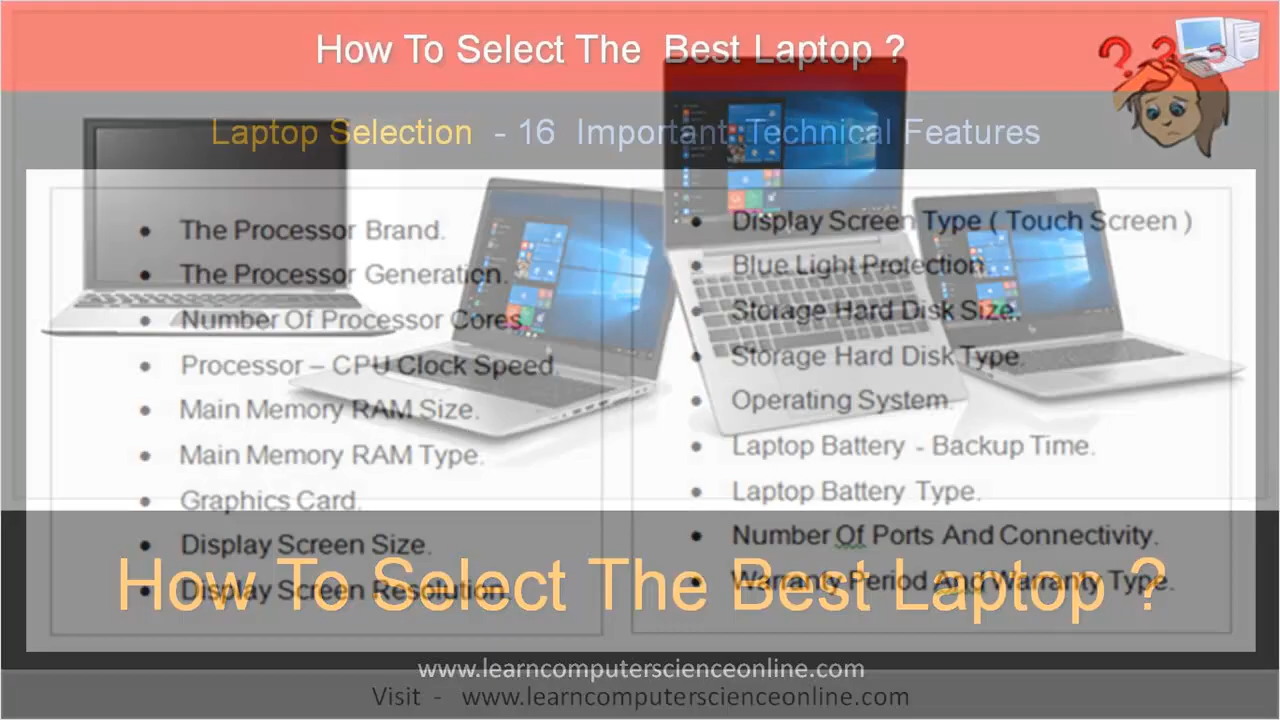 How To Select The Best Laptop ?
Laptop Selection - 16 Important Technical Features
The Processor Brand.
The Processor Generation.
Number Of Processor Cores
Processor – CPU Clock Speed.
Main Memory RAM Size.
Main Memory RAM Type.
Graphics Card.
Display Screen Size.
Display Screen Resolution.
Display Screen Type ( Touch Screen )
Blue Light Protection.
Storage Hard Disk Size.
Storage Hard Disk Type.
Operating System.
Laptop Battery - Backup Time.
Laptop Battery Type.
Number Of Ports And Connectivity.
Warranty Period And Warranty Type.
How To Select The Best Laptop ?
www.learncomputerscienceonline.com
Visit - www.learncomputerscienceonline.com